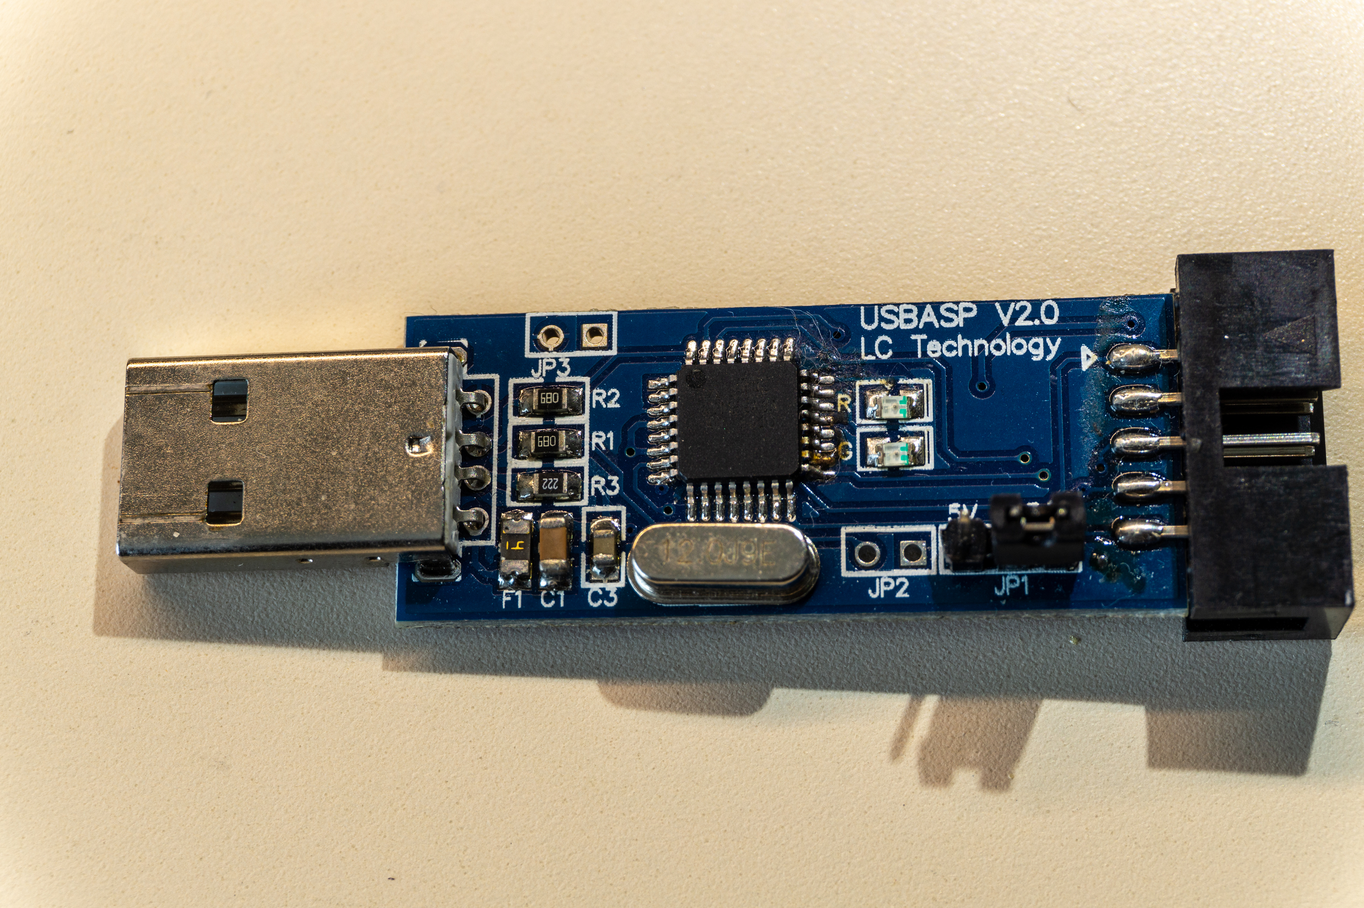 USBASP V2.0
LC Technology
JP3
680
R2
680
R1
222
R3
R
G
5V
F1
C1
C3
JP2
JP1